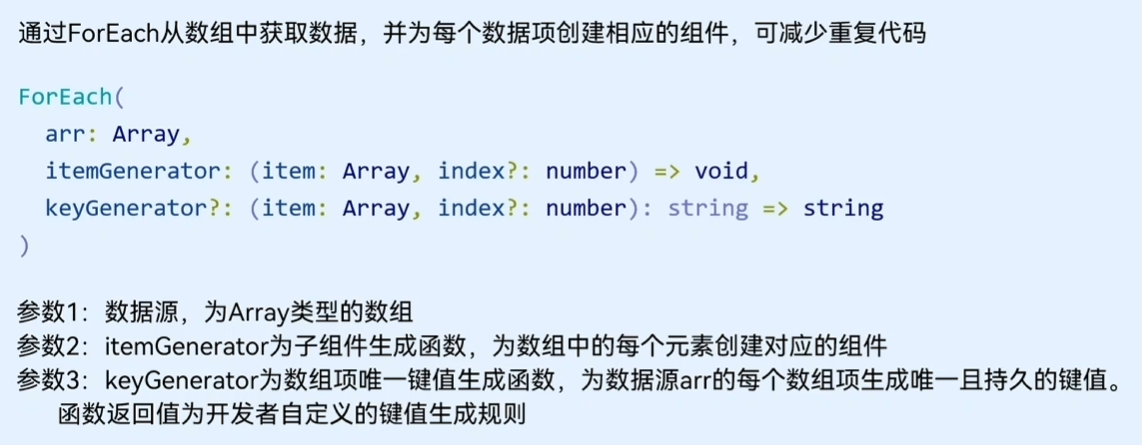 通过ForEach从数组中获取数据，并为每个数据项创建相应的组件，可减少重复代码
ForEach(
  arr: Array,
  itemGenerator: (item: Array, index?: number) => void,
  keyGenerator?: (item: Array, index?: number): string => string
)
参数1：数据源，为Array类型的数组
参数2：itemGenerator为子组件生成函数，为数组中的每个元素创建对应的组件
参数3：keyGenerator为数组项唯一键值生成函数，为数据源arr的每个数组项生成唯一且持久的键值。
函数返回值为开发者自定义的键值生成规则